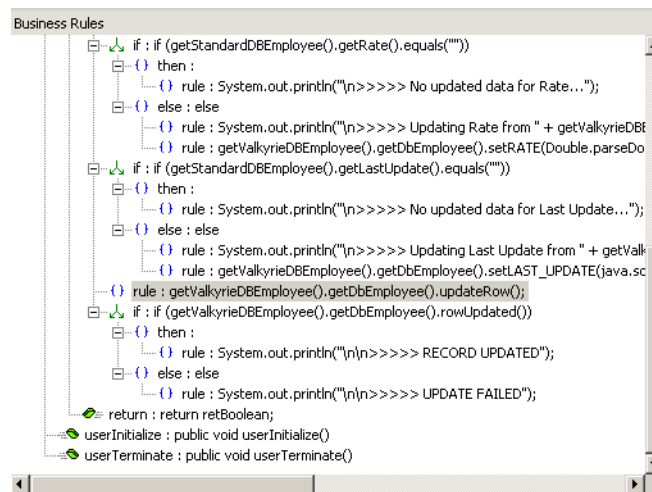 Business Rules
if : if (getStandardDBEmployee().getRate().equals(""))
{} then :
{} rule : System.out.println("\n>>>>> No updated data for Rate...");
{} else : else
{} rule : System.out.println("\n>>>>> Updating Rate from " + getValkyrieDBE
{} rule : getValkyrieDBEmployee().getDbEmployee().setRATE(Double.parseDo
if : if (getStandardDBEmployee().getLastUpdate().equals(""))
{} then :
{} rule : System.out.println("\n>>>>> No updated data for Last Update...");
{} else : else
{} rule : System.out.println("\n>>>>> Updating Last Update from " + getValk
{} rule : getValkyrieDBEmployee().getDbEmployee().setLAST_UPDATE(java.sc
{} rule : getValkyrieDBEmployee().getDbEmployee().updateRow();
if : if (getValkyrieDBEmployee().getDbEmployee().rowUpdated())
{} then :
{} rule : System.out.println("\n\n>>>>> RECORD UPDATED");
{} else : else
{} rule : System.out.println("\n\n>>>>> UPDATE FAILED");
return : return retBoolean;
userInitialize : public void userInitialize()
userTerminate : public void userTerminate()